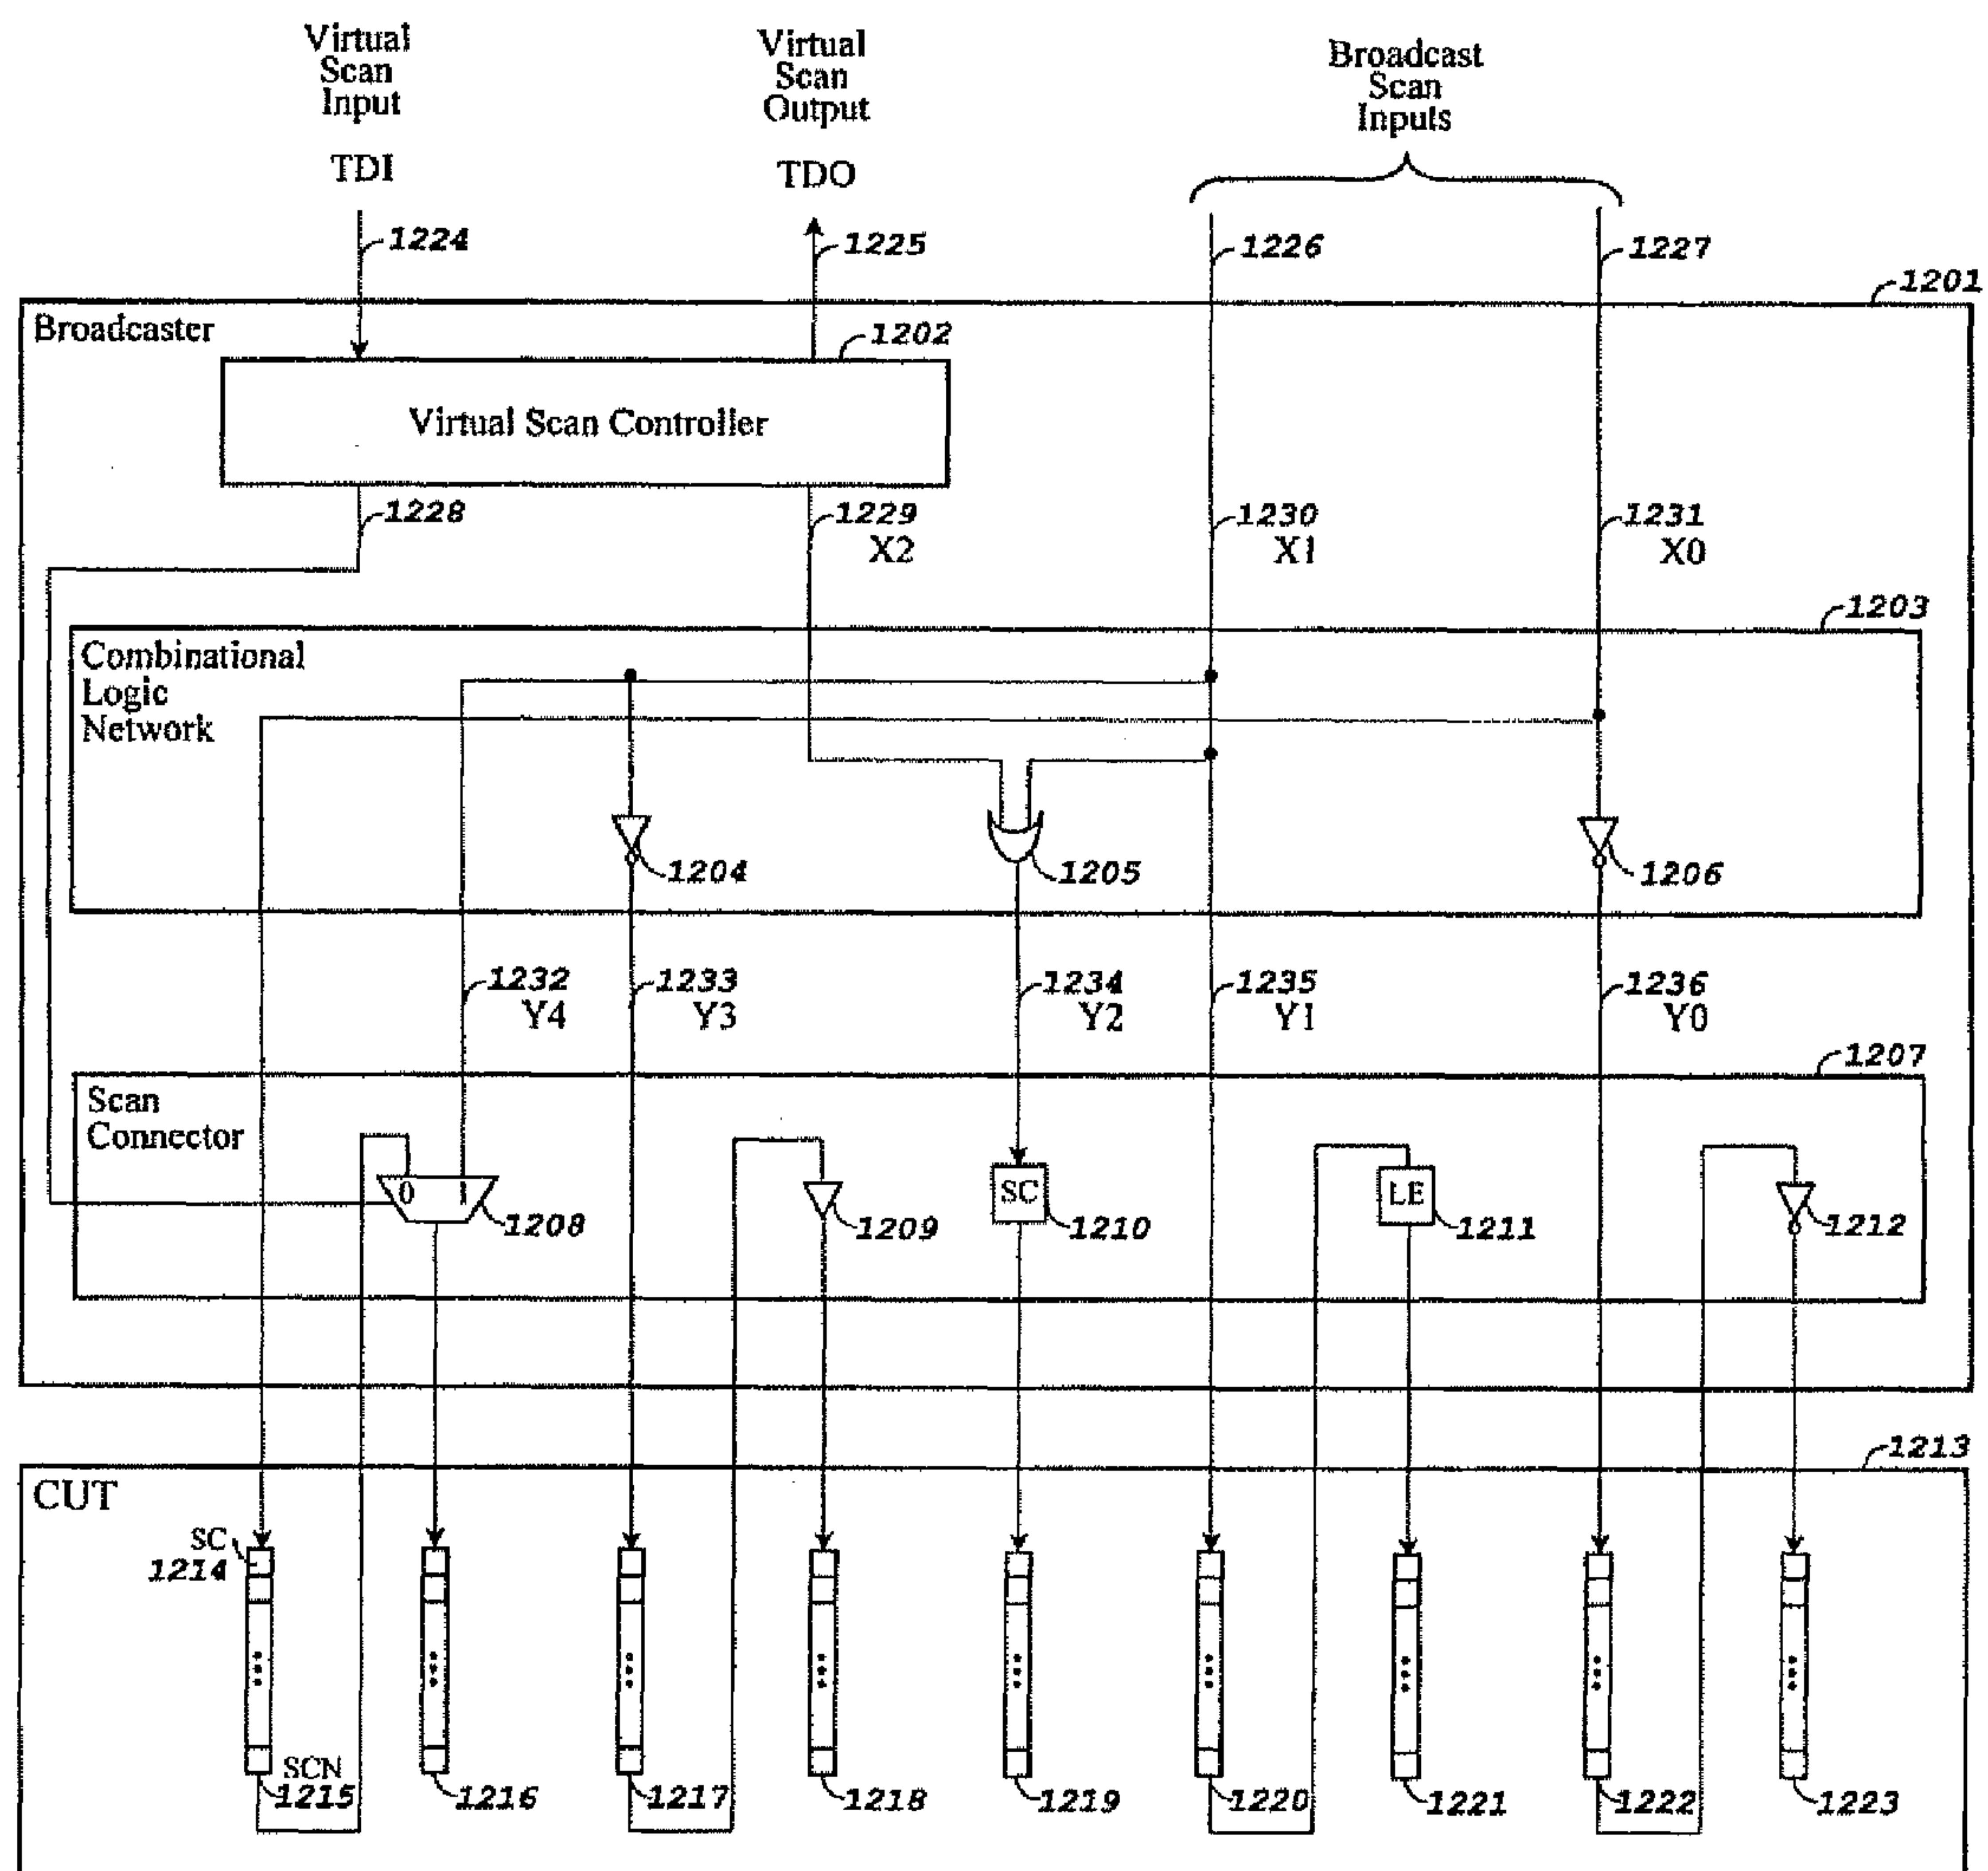 Virtual
Scan
Input
TDI
Virtual
Scan
Output
TDO
Broadcast
Scan
Inputs
1224
1225
1226
1227
1201
Broadcaster
1202
Virtual Scan Controller
1228
1229
X2
1230
X1
1231
X0
1203
Combinational
Logic
Network
1204
1205
1206
1232
Y4
1233
Y3
1234
Y2
1235
Y1
1236
Y0
1207
Scan
Connector
0
1208
1209
SC
1210
LE
1211
1212
1213
CUT
SC
1214
SCN
1215
1216
1217
1218
1219
1220
1221
1222
1223